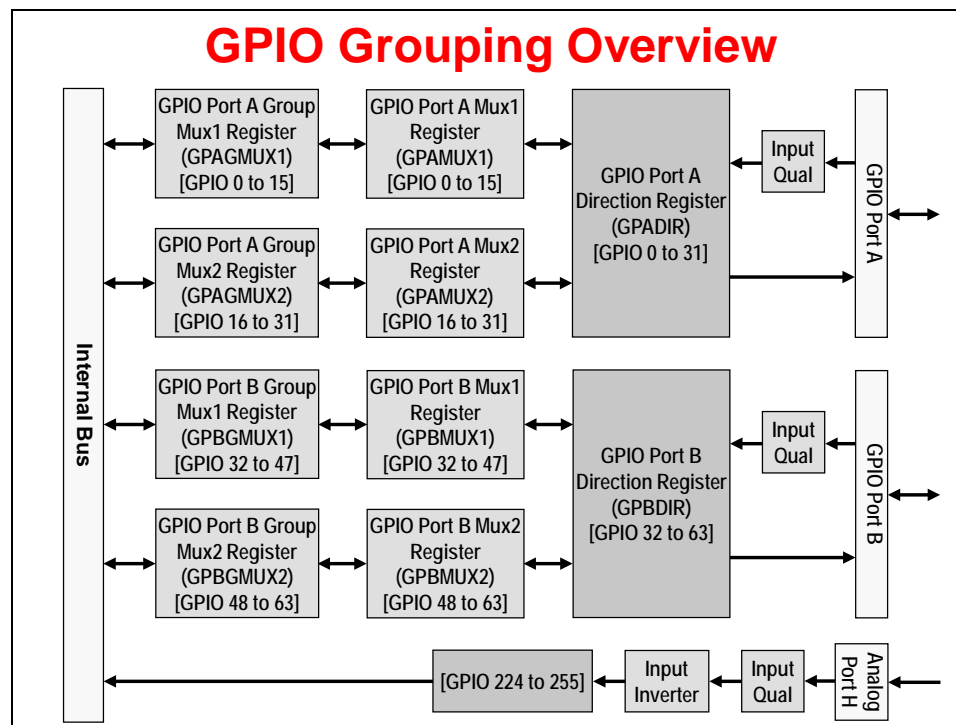 GPIO Grouping Overview
Internal Bus
GPIO Port A Group
Mux1 Register
(GPAGMUX1)
[GPIO 0 to 15]
GPIO Port A Mux1
Register
(GPAMUX1)
[GPIO 0 to 15]
GPIO Port A Group
Mux2 Register
(GPAGMUX2)
[GPIO 16 to 31]
GPIO Port A Mux2
Register
(GPAMUX2)
[GPIO 16 to 31]
GPIO Port A
Direction Register
(GPADIR)
[GPIO 0 to 31]
Input
Qual
GPIO Port A
GPIO Port B Group
Mux1 Register
(GPBGMUX1)
[GPIO 32 to 47]
GPIO Port B Mux1
Register
(GPBMUX1)
[GPIO 32 to 47]
GPIO Port B Group
Mux2 Register
(GPBGMUX2)
[GPIO 48 to 63]
GPIO Port B Mux2
Register
(GPBMUX2)
[GPIO 48 to 63]
GPIO Port B
Direction Register
(GPBDIR)
[GPIO 32 to 63]
Input
Qual
GPIO Port B
[GPIO 224 to 255]
Input
Inverter
Input
Qual
Analog
Port H